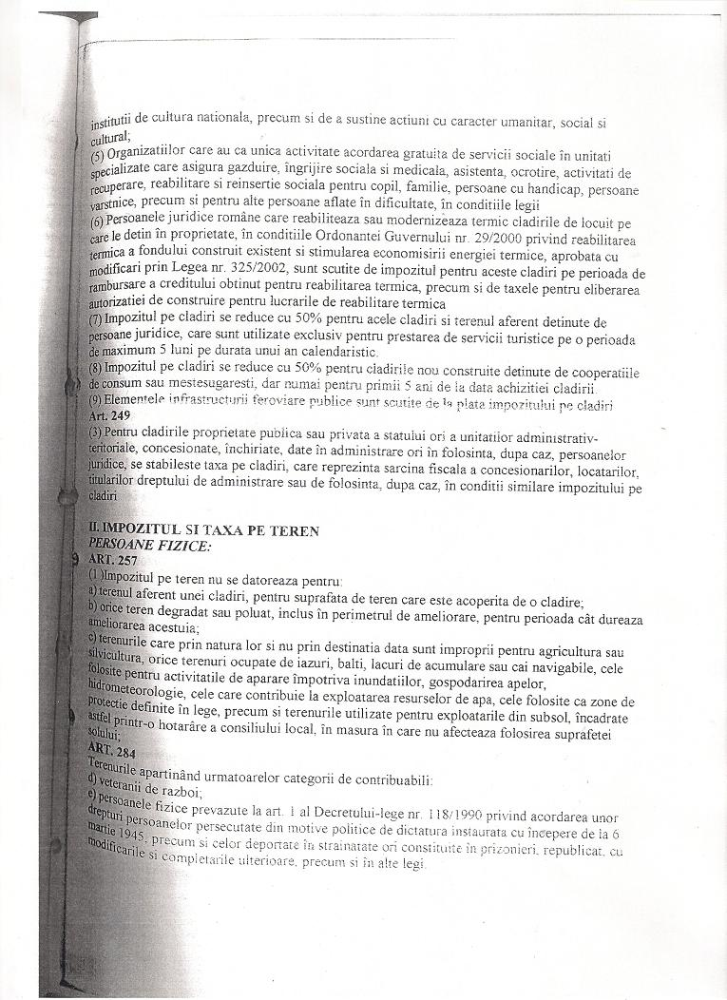 institutii de cultura nationala, precum si de a sustine actiuni cu caracter umanitar, social si
cultural;
(5) Organizatiilor care au ca unica activitate acordarea gratuita de servicii sociale în unitati
specializate care asigura gazduire, îngrijire sociala si medicala, asistenta, ocrotire, activitati de
recuperare, reabilitare si reinsertie sociala pentru copil, familie, persoane cu handicap, persoane
varstnice, precum si pentru alte persoane aflate în dificultate, în conditiile legii
(6) Persoanele juridice române care reabiliteaza sau modernizeaza termic cladirile de locuit pe
care le detin în proprietate, în conditiile Ordonantei Guvernului nr. 29/2000 privind reabilitarea
termica a fondului construit existent si stimularea economisirii energiei termice, aprobata cu
modificari prin Legea nr. 325/2002, sunt scutite de impozitul pentru aceste cladiri pe perioada de
rambursare a creditului obtinut pentru reabilitarea termica, precum si de taxele pentru eliberarea
autorizatiei de construire pentru lucrarile de reabilitare termica
(7) Impozitul pe cladiri se reduce cu 50% pentru acele cladiri si terenul aferent detinute de
persoane juridice, care sunt utilizate exclusiv pentru prestarea de servicii turistice pe o perioada
de maximum 5 luni pe durata unui an calendaristic.
(8) Impozitul pe cladiri se reduce cu 50% pentru cladirile nou construite detinute de cooperatiile
de consum sau mestesugaresti, dar numai pentru primii 5 ani de la data achizitiei cladirii.
(9) Elementele infrastructurii feroviare publice sunt scutite de la plata impozitului pe cladiri
Art. 249
(3) Pentru cladirile proprietate publica sau privata a statului ori a unitatilor administrativ-
teritoriale, concesionate, închiriate, date în administrare ori în folosinta, dupa caz, persoanelor
juridice, se stabileste taxa pe cladiri, care reprezinta sarcina fiscala a concesionarilor, locatarilor,
titularilor dreptului de administrare sau de folosinta, dupa caz, în conditii similare impozitului pe
cladiri
II. IMPOZITUL SI TAXA PE TEREN
PERSOANE FIZICE:
ART. 257
(1 )Impozitul pe teren nu se datoreaza pentru:
a) terenul aferent unei cladiri, pentru suprafata de teren care este acoperita de o cladire;
b) orice teren degradat sau poluat, inclus în perimetrul de ameliorare, pentru perioada cât dureaza
ameliorarea acestuia;
c) terenurile care prin natura lor si nu prin destinatia data sunt improprii pentru agricultura sau
silvicultura, orice terenuri ocupate de iazuri, balti, lacuri de acumulare sau cai navigabile, cele
folosite pentru activitatile de aparare împotriva inundatiilor, gospodarirea apelor,
hidrometeorologie, cele care contribuie la exploatarea resurselor de apa, cele folosite ca zone de
protectie definite în lege, precum si terenurile utilizate pentru exploatarile din subsol, încadrate
astfel printr-o hotarâre a consiliului local, în masura în care nu afecteaza folosirea suprafetei
solului;
ART. 284
Terenurile apartinând urmatoarelor categorii de contribuabili:
d) veteranii de razboi;
e) persoanele fizice prevazute la art. 1 al Decretului-lege nr. 118/1990 privind acordarea unor
drepturi persoanelor persecutate din motive politice de dictatura instaurata cu începere de la 6
martie 1945, precum si celor deportate în strainatate ori constituite în prizonieri, republicat, cu
modificarile si completarile ulterioare, precum si în alte legi.